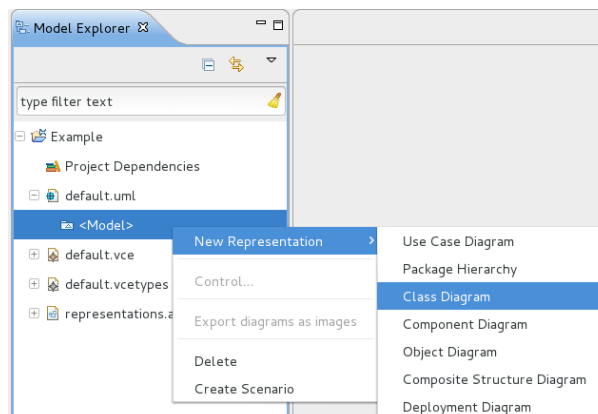 Model Explorer
type filter text
Example
Project Dependencies
default.uml
<Model>
default.vce
default.vcetypes
representations.a
New Representation
Control...
Export diagrams as images
Delete
Create Scenario
Use Case Diagram
Package Hierarchy
Class Diagram
Component Diagram
Object Diagram
Composite Structure Diagram
Deployment Diagram